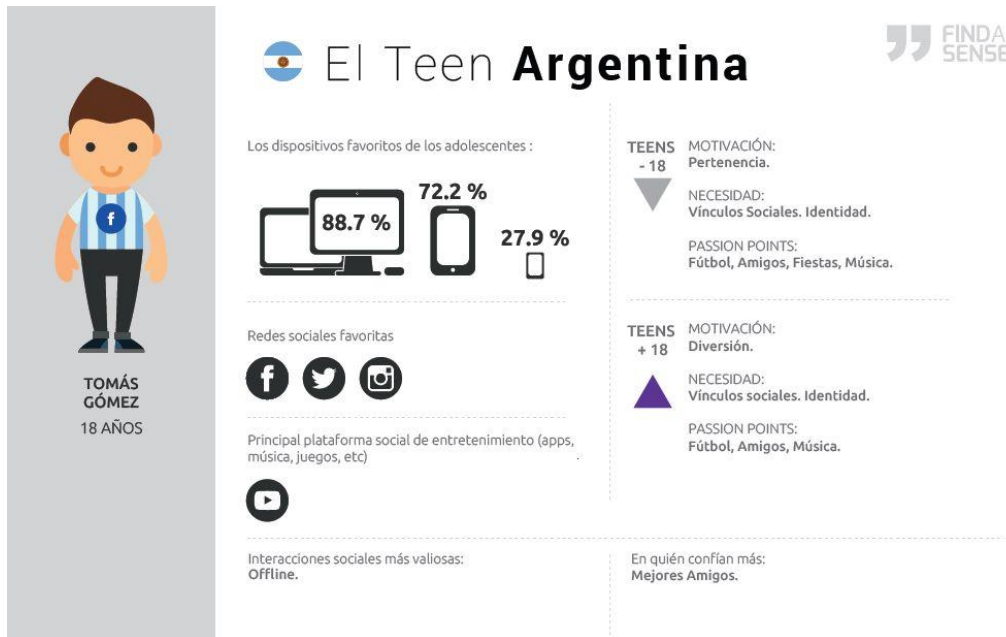 El Teen Argentina
FINDA
SENSE
TOMÁS
GÓMEZ
18 AÑOS
Los dispositivos favoritos de los adolescentes :
88.7 %
72.2 %
27.9 %
Redes sociales favoritas
Principal plataforma social de entretenimiento (apps,
música, juegos, etc)
.
TEENS
- 18
MOTIVACIÓN:
Pertenencia.
NECESIDAD:
Vínculos Sociales. Identidad.
PASSION POINTS:
Fútbol, Amigos, Fiestas, Música.
TEENS
+ 18
MOTIVACIÓN:
Diversión.
NECESIDAD:
Vínculos sociales. Identidad.
PASSION POINTS:
Fútbol, Amigos, Música.
Interacciones sociales más valiosas:
Offline.
En quién confían más:
Mejores Amigos.